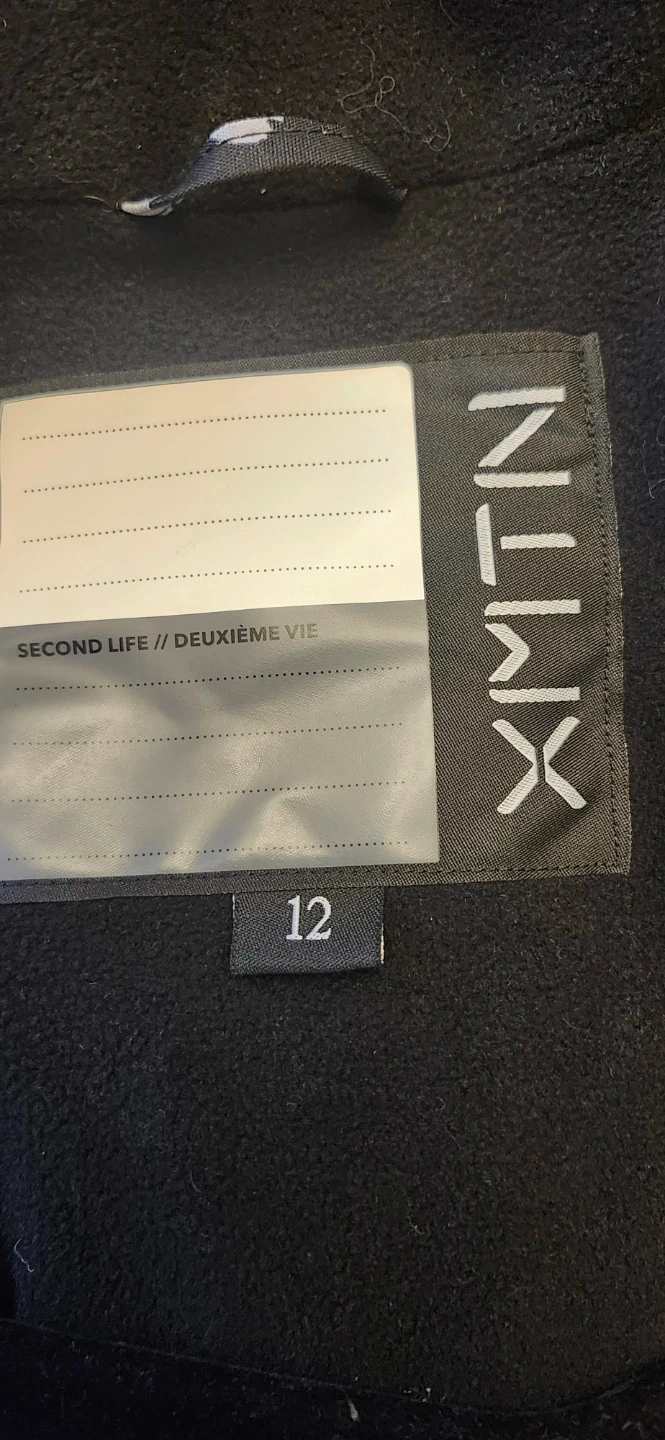 XMTN
SECOND LIFE // DEUXIÈME VIE
12